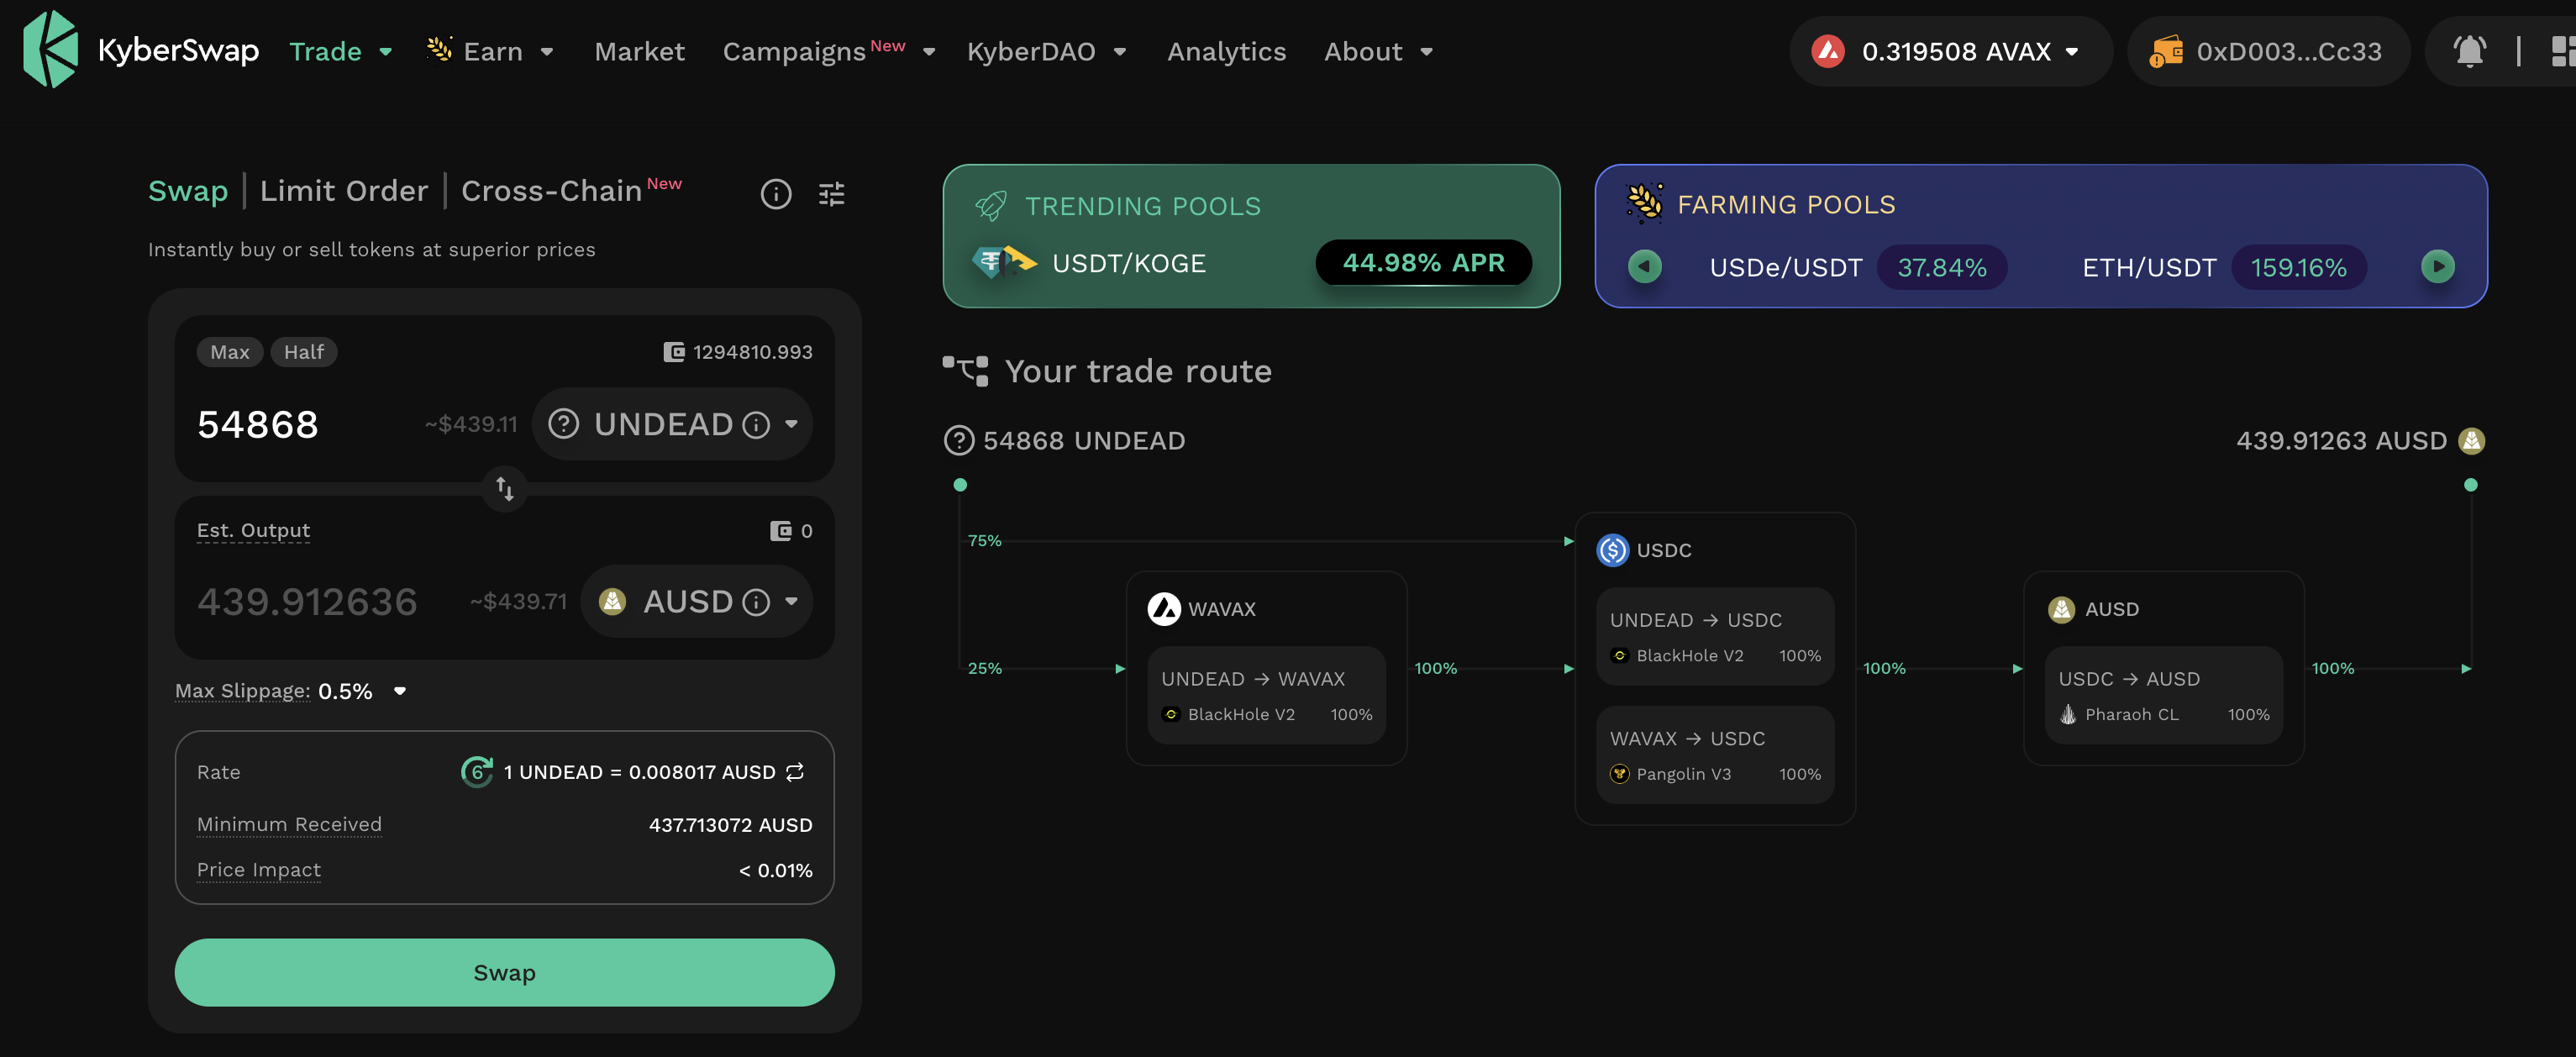 KyberSwap Trade Earn Market Campaigns New KyberDAO Analytics About 0.319508 AVAX 0xD003...Cc33
Swap | Limit Order | Cross-Chain New
Instantly buy or sell tokens at superior prices
Max Half 1294810.993
54868 ~$439.11 UNDEAD
Est. Output 0
439.912636 ~$439.71 AUSD
Max Slippage: 0.5%
Rate 6 1 UNDEAD = 0.008017 AUSD
Minimum Received 437.713072 AUSD
Price Impact < 0.01%
Swap
TRENDING POOLS
USDT/KOGE 44.98% APR
FARMING POOLS
USDe/USDT 37.84% ETH/USDT 159.16%
Your trade route
54868 UNDEAD 439.91263 AUSD
75%
25%
WAVAX
UNDEAD → WAVAX
BlackHole V2 100%
100%
USDC
UNDEAD → USDC
BlackHole V2 100%
WAVAX → USDC
Pangolin V3 100%
100%
AUSD
USDC → AUSD
Pharaoh CL 100%
100%